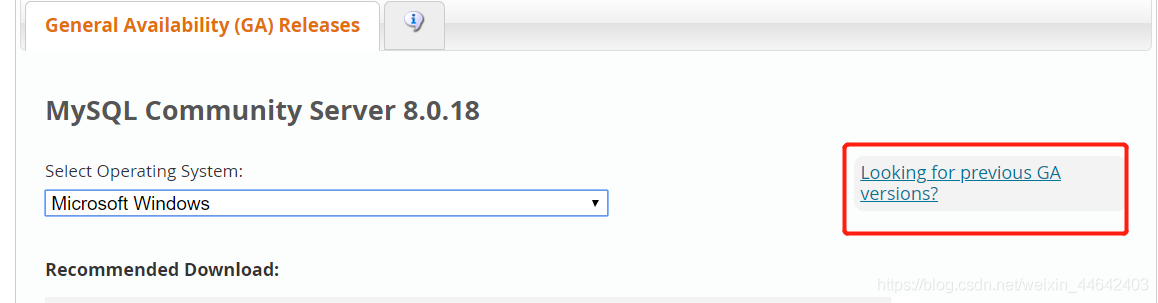 General Availability (GA) Releases
MySQL Community Server 8.0.18
Select Operating System:
Microsoft Windows
Looking for previous GA
versions?
Recommended Download:
https://blog.csdn.net/weixin_44642403